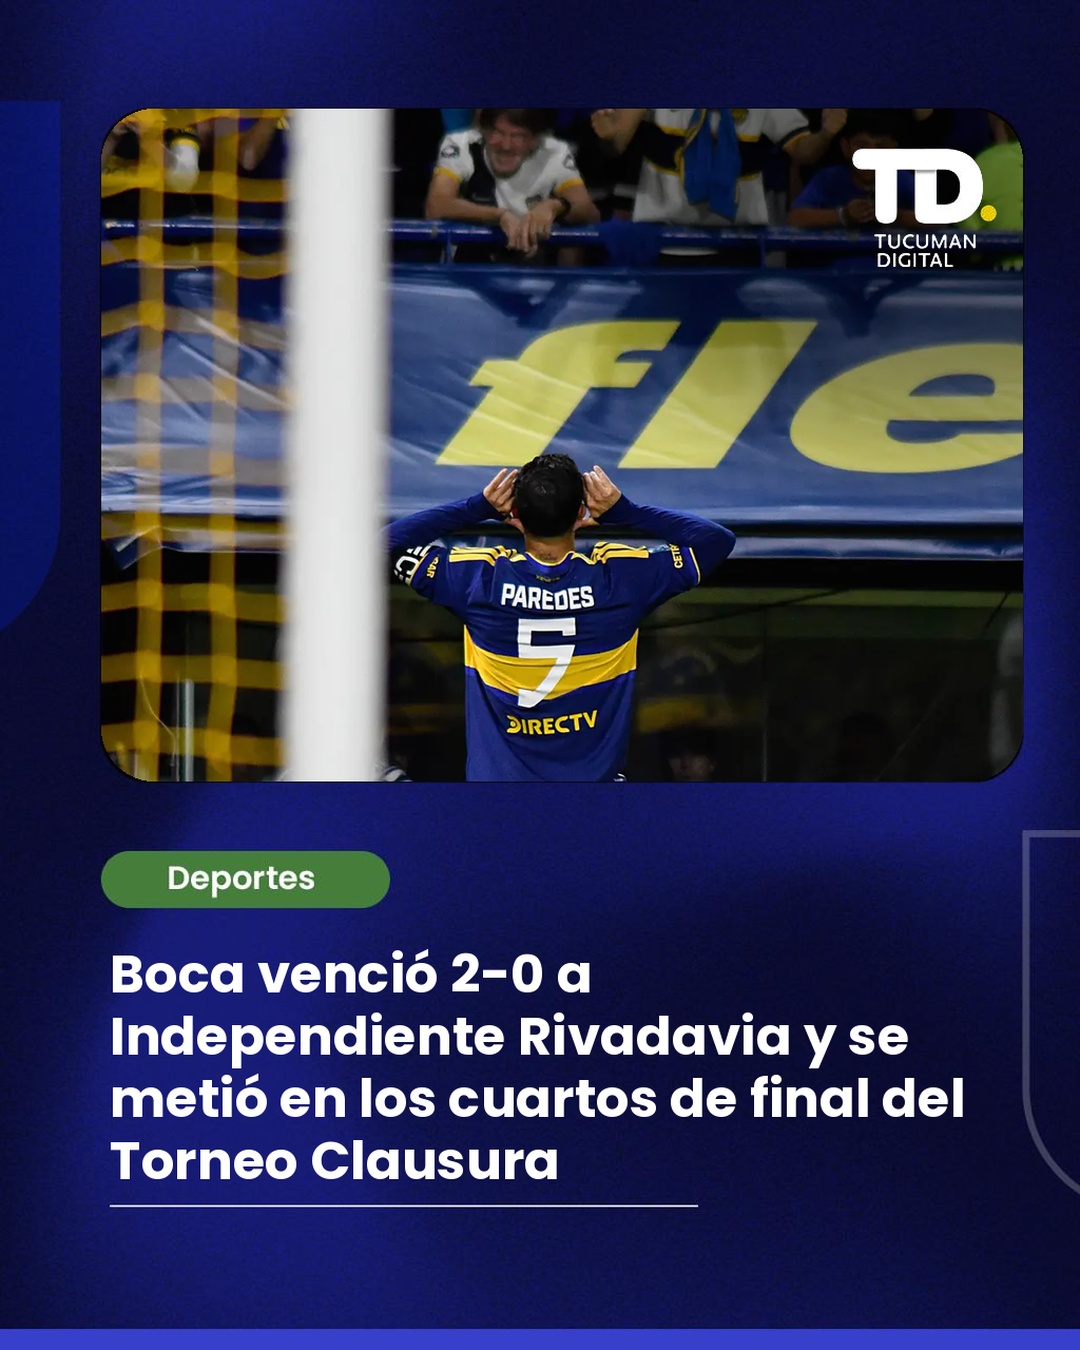 TD.
TUCUMAN
DIGITAL
fle
PAREDES
5
DIRECTV
Deportes
Boca venció 2-0 a
Independiente Rivadavia y se
metió en los cuartos de final del
Torneo Clausura